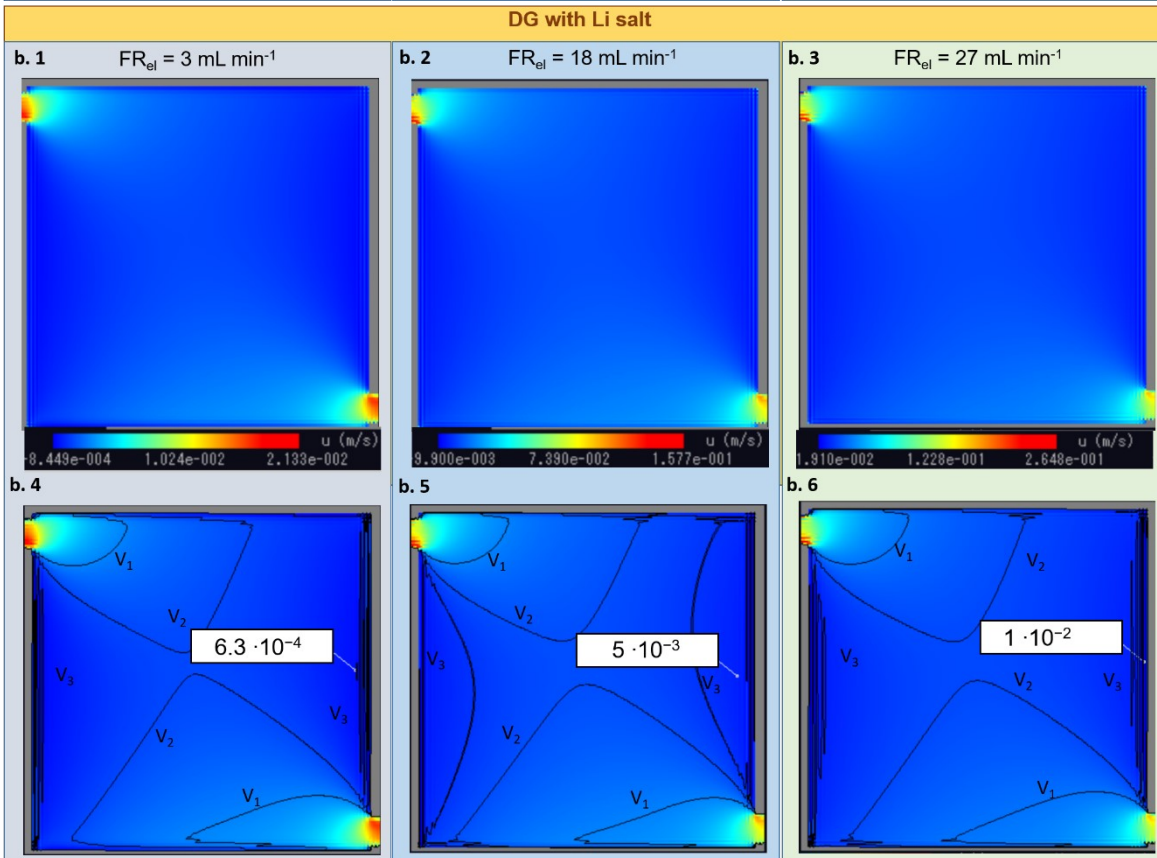 DG with Li salt
b. 1 FR_el = 3 mL min⁻¹
b. 2 FR_el = 18 mL min⁻¹
b. 3 FR_el = 27 mL min⁻¹
u (m/s)
-8.449e-004 1.024e-002 2.133e-002
u (m/s)
9.900e-003 7.390e-002 1.577e-001
u (m/s)
1.910e-002 1.228e-001 2.648e-001
b. 4
V₁
V₂
6.3 ·10⁻⁴
V₃
V₃
V₂
V₁
b. 5
V₁
V₂
5 ·10⁻³
V₃
V₃
V₂
V₁
b. 6
V₁
V₂
1 ·10⁻²
V₃
V₃
V₂
V₁